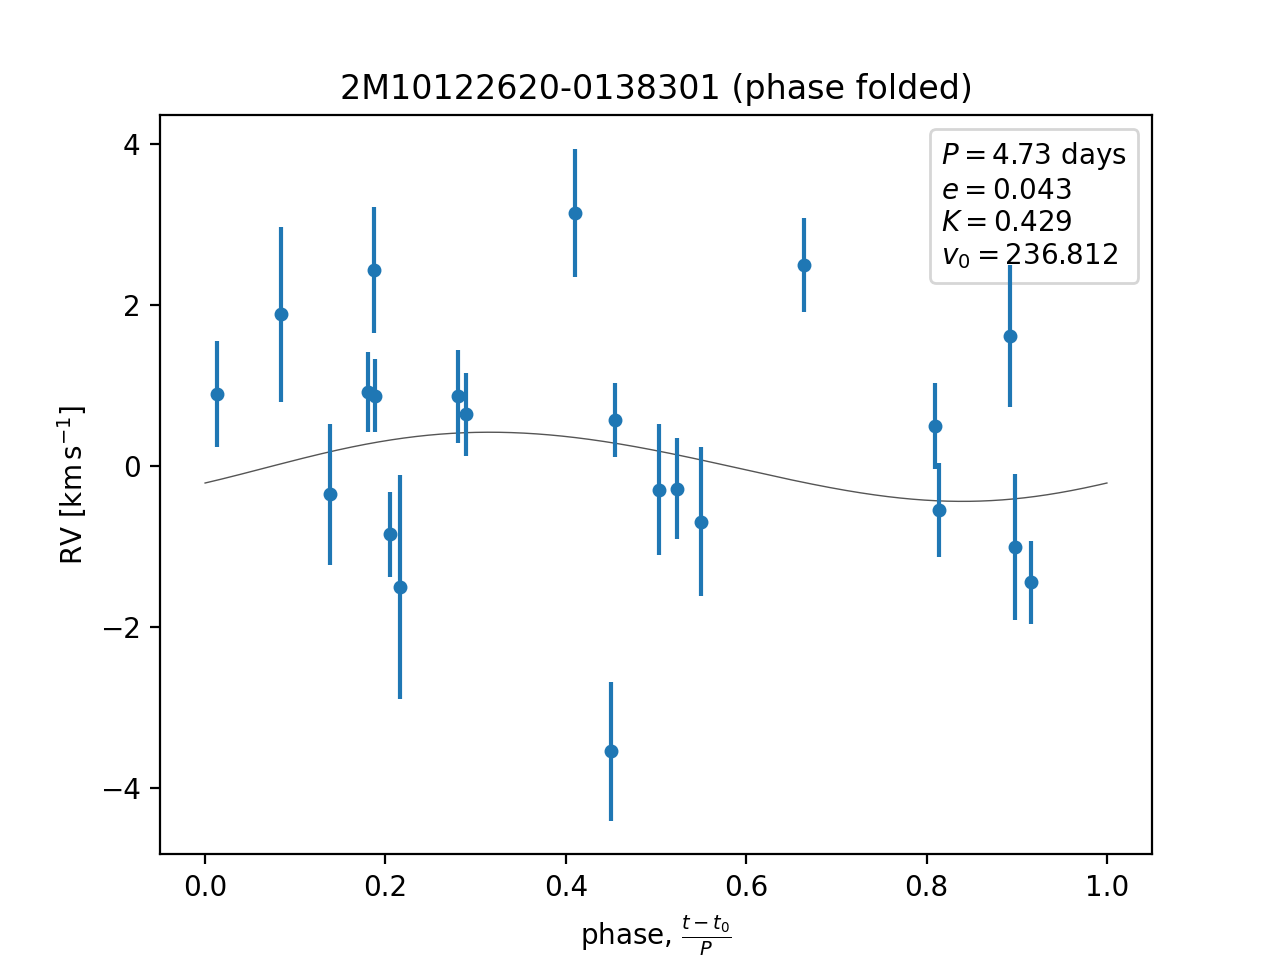 2M10122620-0138301 (phase folded)
P = 4.73 days
e = 0.043
K = 0.429
v₀ = 236.812
RV [km s⁻¹]
4
2
0
−2
−4
0.0 0.2 0.4 0.6 0.8 1.0
phase, (t − t₀)/P